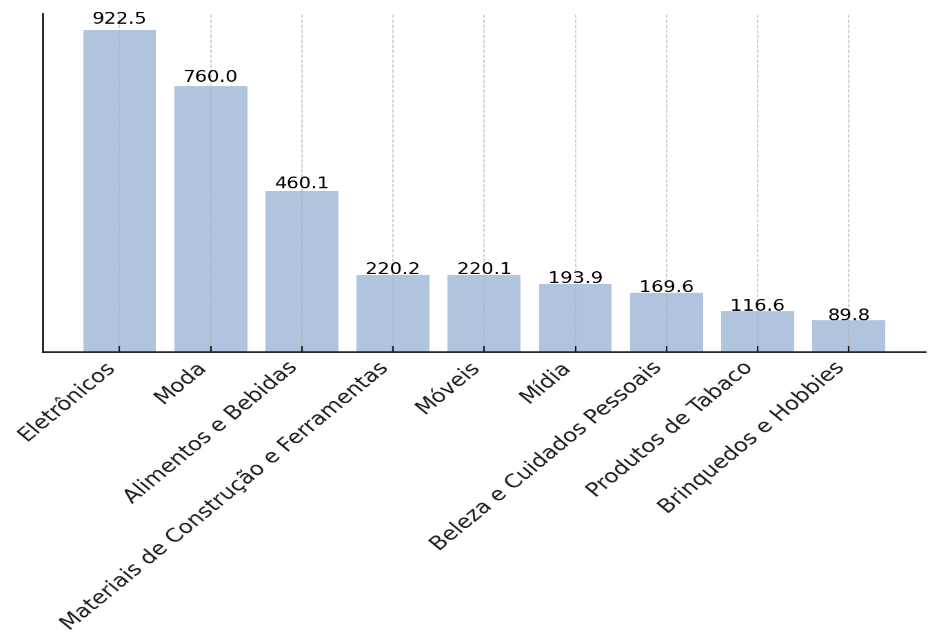 922.5
760.0
460.1
220.2
220.1
193.9
169.6
116.6
89.8
Eletrônicos
Moda
Alimentos e Bebidas
Materiais de Construção e Ferramentas
Móveis
Mídia
Beleza e Cuidados Pessoais
Produtos de Tabaco
Brinquedos e Hobbies